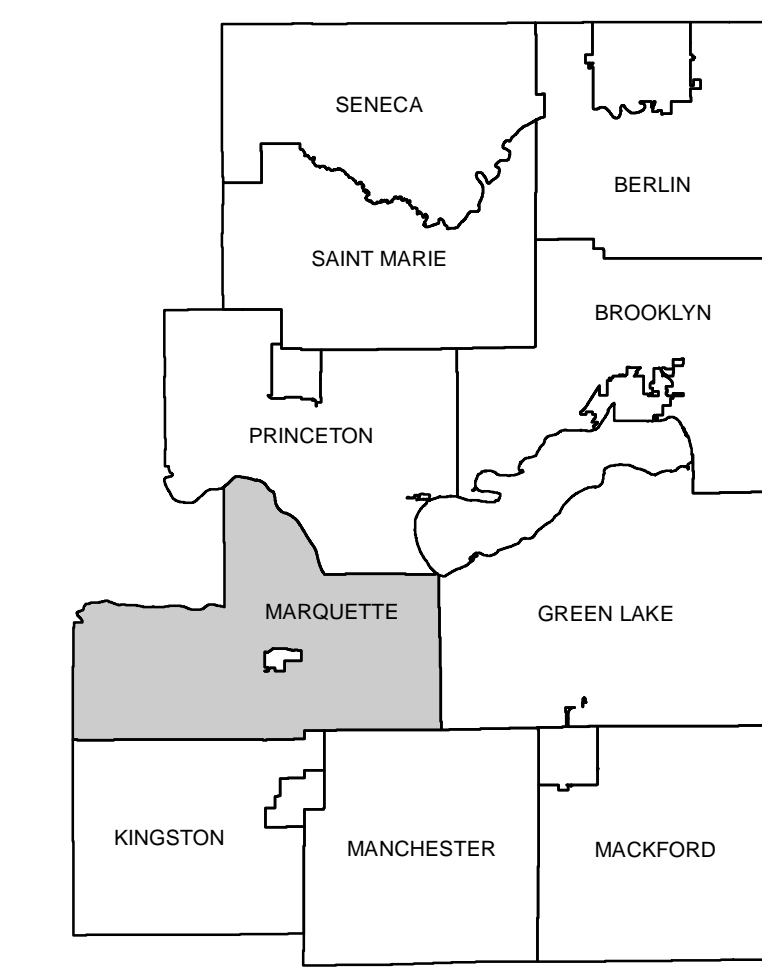 SENECA
BERLIN
SAINT MARIE
BROOKLYN
PRINCETON
MARQUETTE
GREEN LAKE
KINGSTON
MANCHESTER
MACKFORD